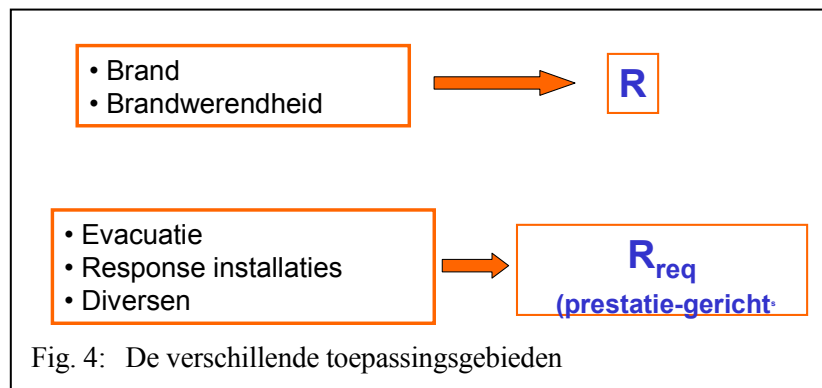 • Brand
• Brandwerendheid
R
• Evacuatie
• Response installaties
• Diversen
Rreq
(prestatie-gericht
Fig. 4: De verschillende toepassingsgebieden